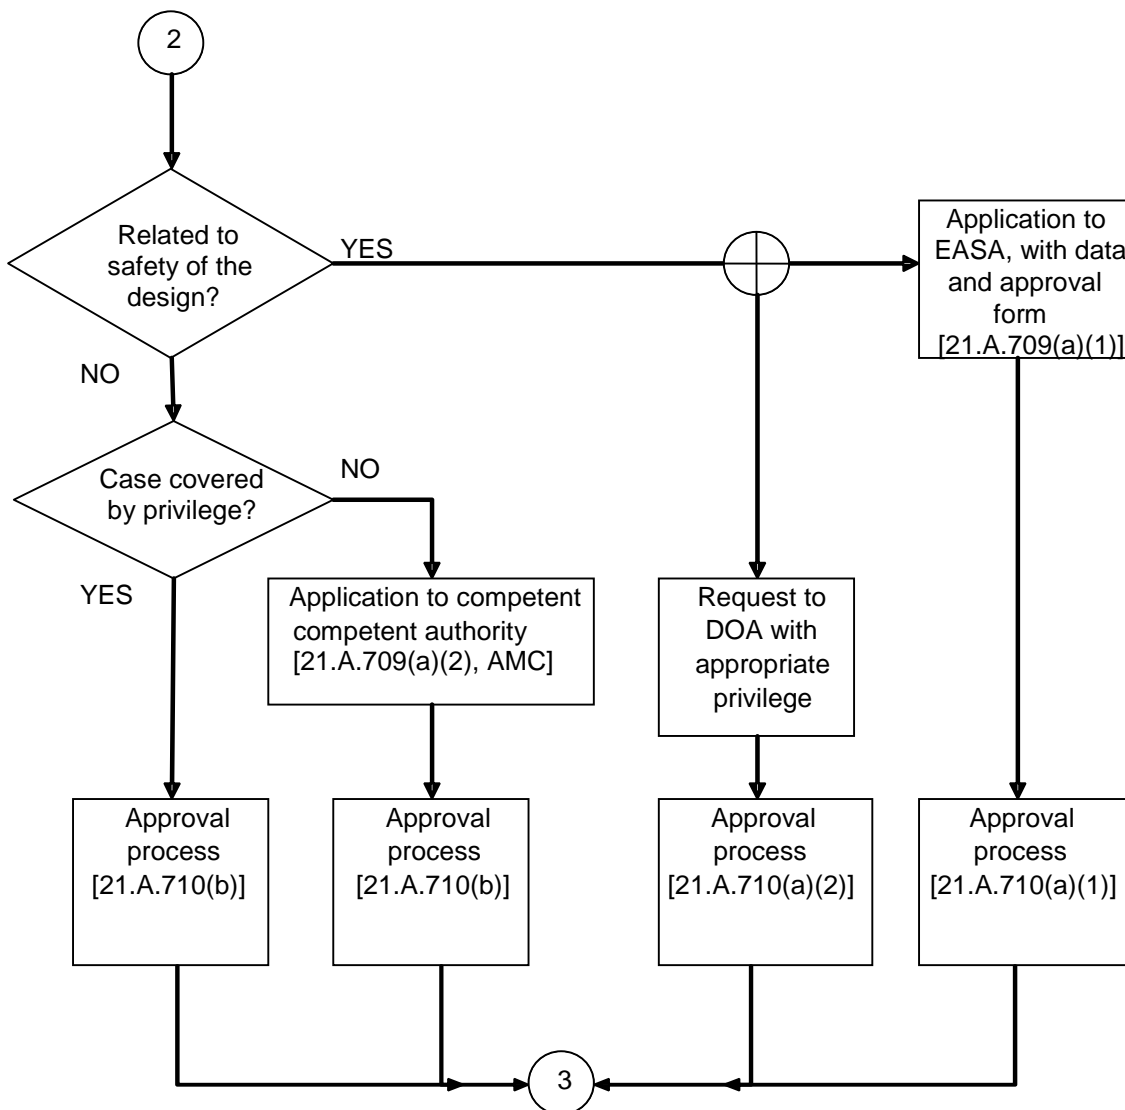 2
Related to
safety of the
design?
YES
Application to
EASA, with data
and approval
form
[21.A.709(a)(1)]
NO
Case covered
by privilege?
NO
YES
Application to competent
competent authority
[21.A.709(a)(2), AMC]
Request to
DOA with
appropriate
privilege
Approval
process
[21.A.710(b)]
Approval
process
[21.A.710(b)]
Approval
process
[21.A.710(a)(2)]
Approval
process
[21.A.710(a)(1)]
3